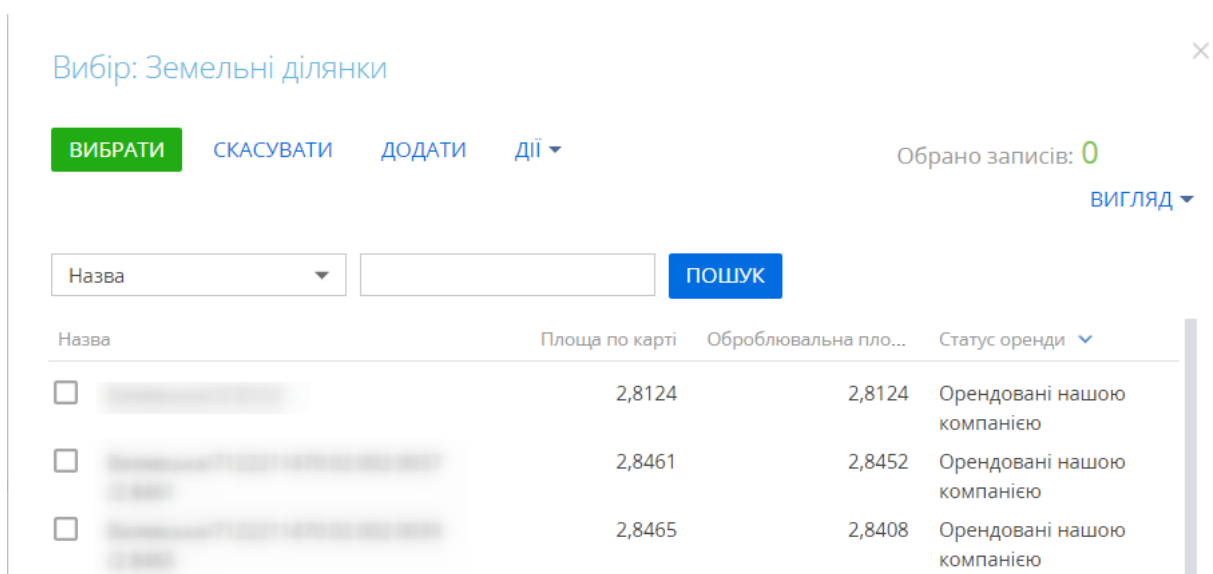 Вибір: Земельні ділянки
ВИБРАТИ СКАСУВАТИ ДОДАТИ ДІЇ Обрано записів: 0
ВИГЛЯД
Назва ПОШУК
Назва Площа по карті Оброблювальна пло... Статус оренди
2,8124 2,8124 Орендовані нашою
компанією
2,8461 2,8452 Орендовані нашою
компанією
2,8465 2,8408 Орендовані нашою
компанією